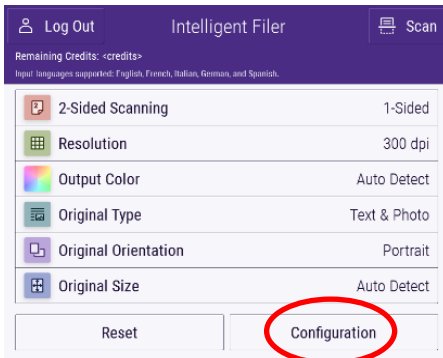 Log Out
Intelligent Filer
Scan
Remaining Credits: <credits>
Input languages supported: English, French, Italian, German, and Spanish.
2-Sided Scanning 1-Sided
Resolution 300 dpi
Output Color Auto Detect
Original Type Text & Photo
Original Orientation Portrait
Original Size Auto Detect
Reset
Configuration